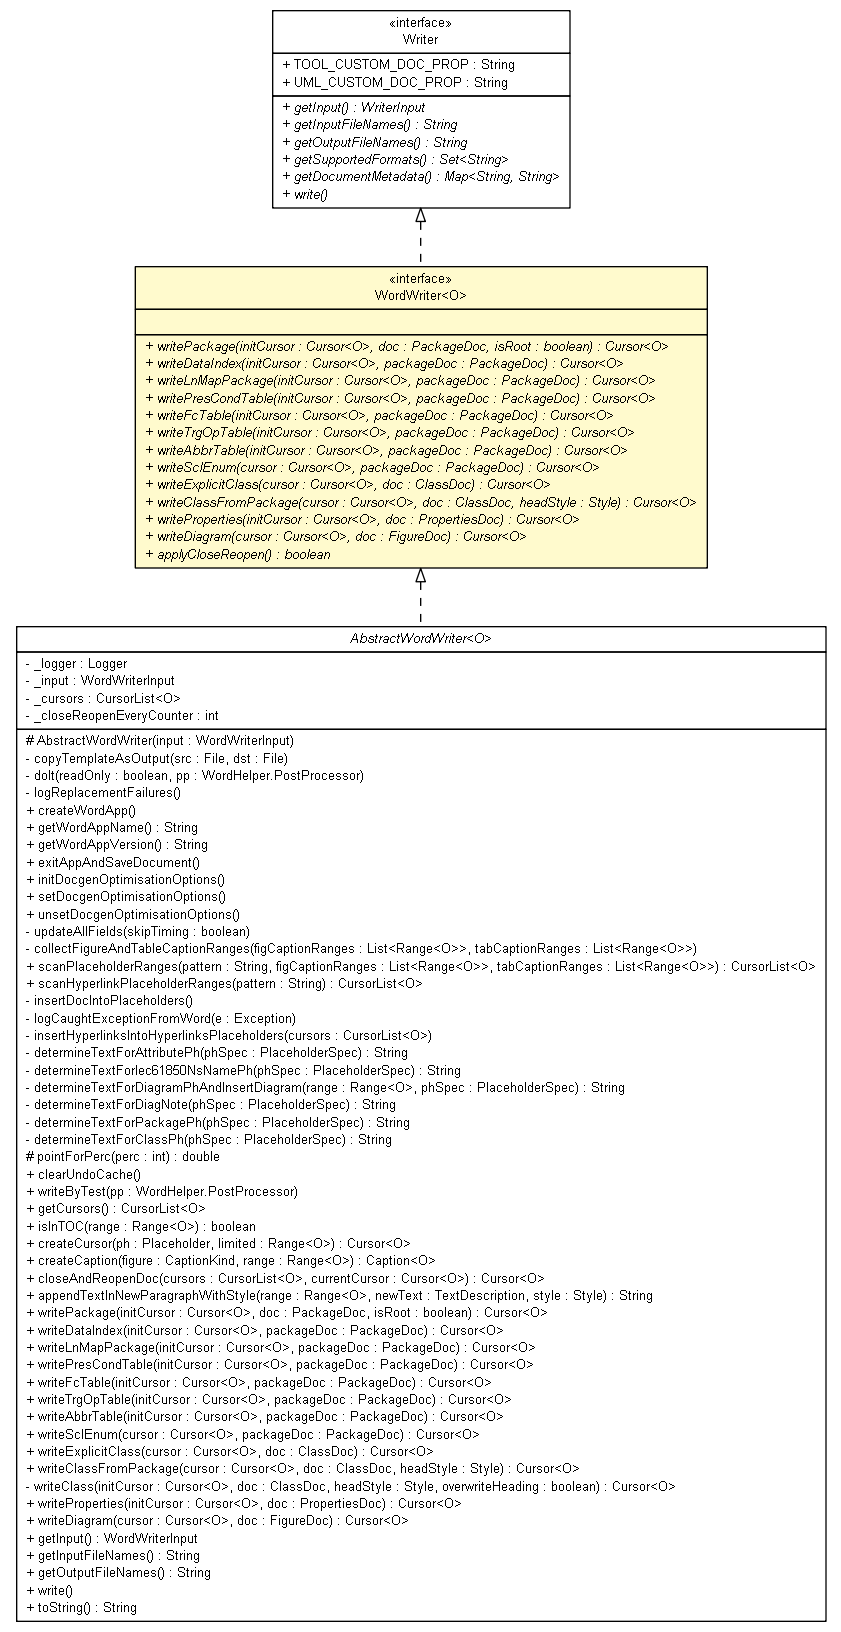 «interface»
Writer
+ TOOL_CUSTOM_DOC_PROP : String
+ UML_CUSTOM_DOC_PROP : String
+ getInput() : WriterInput
+ getInputFileNames() : String
+ getOutputFileNames() : String
+ getSupportedFormats() : Set<String>
+ getDocumentMetadata() : Map<String, String>
+ write()
«interface»
WordWriter<O>
+ writePackage(initCursor : Cursor<O>, doc : PackageDoc, isRoot : boolean) : Cursor<O>
+ writeDataIndex(initCursor : Cursor<O>, packageDoc : PackageDoc) : Cursor<O>
+ writeLnMapPackage(initCursor : Cursor<O>, packageDoc : PackageDoc) : Cursor<O>
+ writePresCondTable(initCursor : Cursor<O>, packageDoc : PackageDoc) : Cursor<O>
+ writeFcTable(initCursor : Cursor<O>, packageDoc : PackageDoc) : Cursor<O>
+ writeTrgOpTable(initCursor : Cursor<O>, packageDoc : PackageDoc) : Cursor<O>
+ writeAbbrTable(initCursor : Cursor<O>, packageDoc : PackageDoc) : Cursor<O>
+ writeSclEnum(cursor : Cursor<O>, packageDoc : PackageDoc) : Cursor<O>
+ writeExplicitClass(cursor : Cursor<O>, doc : ClassDoc) : Cursor<O>
+ writeClassFromPackage(cursor : Cursor<O>, doc : ClassDoc, headStyle : Style) : Cursor<O>
+ writeProperties(initCursor : Cursor<O>, doc : PropertiesDoc) : Cursor<O>
+ writeDiagram(cursor : Cursor<O>, doc : FigureDoc) : Cursor<O>
+ applyCloseReopen() : boolean
AbstractWordWriter<O>
- _logger : Logger
- _input : WordWriterInput
- _cursors : CursorList<O>
- _closeReopenEveryCounter : int
# AbstractWordWriter(input : WordWriterInput)
- copyTemplateAsOutput(src : File, dst : File)
- doIt(readOnly : boolean, pp : WordHelper.PostProcessor)
- logReplacementFailures()
+ createWordApp()
+ getWordAppName() : String
+ getWordAppVersion() : String
+ exitAppAndSaveDocument()
+ initDocgenOptimisationOptions()
+ setDocgenOptimisationOptions()
+ unsetDocgenOptimisationOptions()
- updateAllFields(skipTiming : boolean)
- collectFigureAndTableCaptionRanges(figCaptionRanges : List<Range<O>>, tabCaptionRanges : List<Range<O>>)
+ scanPlaceholderRanges(pattern : String, figCaptionRanges : List<Range<O>>, tabCaptionRanges : List<Range<O>>) : CursorList<O>
+ scanHyperlinkPlaceholderRanges(pattern : String) : CursorList<O>
- insertDocIntoPlaceholders()
- logCaughtExceptionFromWord(e : Exception)
- insertHyperlinksIntoHyperlinksPlaceholders(cursors : CursorList<O>)
- determineTextForAttributePh(phSpec : PlaceholderSpec) : String
- determineTextForIec61850NsNamePh(phSpec : PlaceholderSpec) : String
- determineTextForDiagramPhAndInsertDiagram(range : Range<O>, phSpec : PlaceholderSpec) : String
- determineTextForDiagNote(phSpec : PlaceholderSpec) : String
- determineTextForPackagePh(phSpec : PlaceholderSpec) : String
- determineTextForClassPh(phSpec : PlaceholderSpec) : String
# pointForPerc(perc : int) : double
+ clearUndoCache()
+ writeByTest(pp : WordHelper.PostProcessor)
+ getCursors() : CursorList<O>
+ isInTOC(range : Range<O>) : boolean
+ createCursor(ph : Placeholder, limited : Range<O>) : Cursor<O>
+ createCaption(figure : CaptionKind, range : Range<O>) : Caption<O>
+ closeAndReopenDoc(cursors : CursorList<O>, currentCursor : Cursor<O>) : Cursor<O>
+ appendTextInNewParagraphWithStyle(range : Range<O>, newText : TextDescription, style : Style) : String
+ writePackage(initCursor : Cursor<O>, doc : PackageDoc, isRoot : boolean) : Cursor<O>
+ writeDataIndex(initCursor : Cursor<O>, packageDoc : PackageDoc) : Cursor<O>
+ writeLnMapPackage(initCursor : Cursor<O>, packageDoc : PackageDoc) : Cursor<O>
+ writePresCondTable(initCursor : Cursor<O>, packageDoc : PackageDoc) : Cursor<O>
+ writeFcTable(initCursor : Cursor<O>, packageDoc : PackageDoc) : Cursor<O>
+ writeTrgOpTable(initCursor : Cursor<O>, packageDoc : PackageDoc) : Cursor<O>
+ writeAbbrTable(initCursor : Cursor<O>, packageDoc : PackageDoc) : Cursor<O>
+ writeSclEnum(cursor : Cursor<O>, packageDoc : PackageDoc) : Cursor<O>
+ writeExplicitClass(cursor : Cursor<O>, doc : ClassDoc) : Cursor<O>
+ writeClassFromPackage(cursor : Cursor<O>, doc : ClassDoc, headStyle : Style) : Cursor<O>
- writeClass(initCursor : Cursor<O>, doc : ClassDoc, headStyle : Style, overwriteHeading : boolean) : Cursor<O>
+ writeProperties(initCursor : Cursor<O>, doc : PropertiesDoc) : Cursor<O>
+ writeDiagram(cursor : Cursor<O>, doc : FigureDoc) : Cursor<O>
+ getInput() : WordWriterInput
+ getInputFileNames() : String
+ getOutputFileNames() : String
+ write()
+ toString() : String